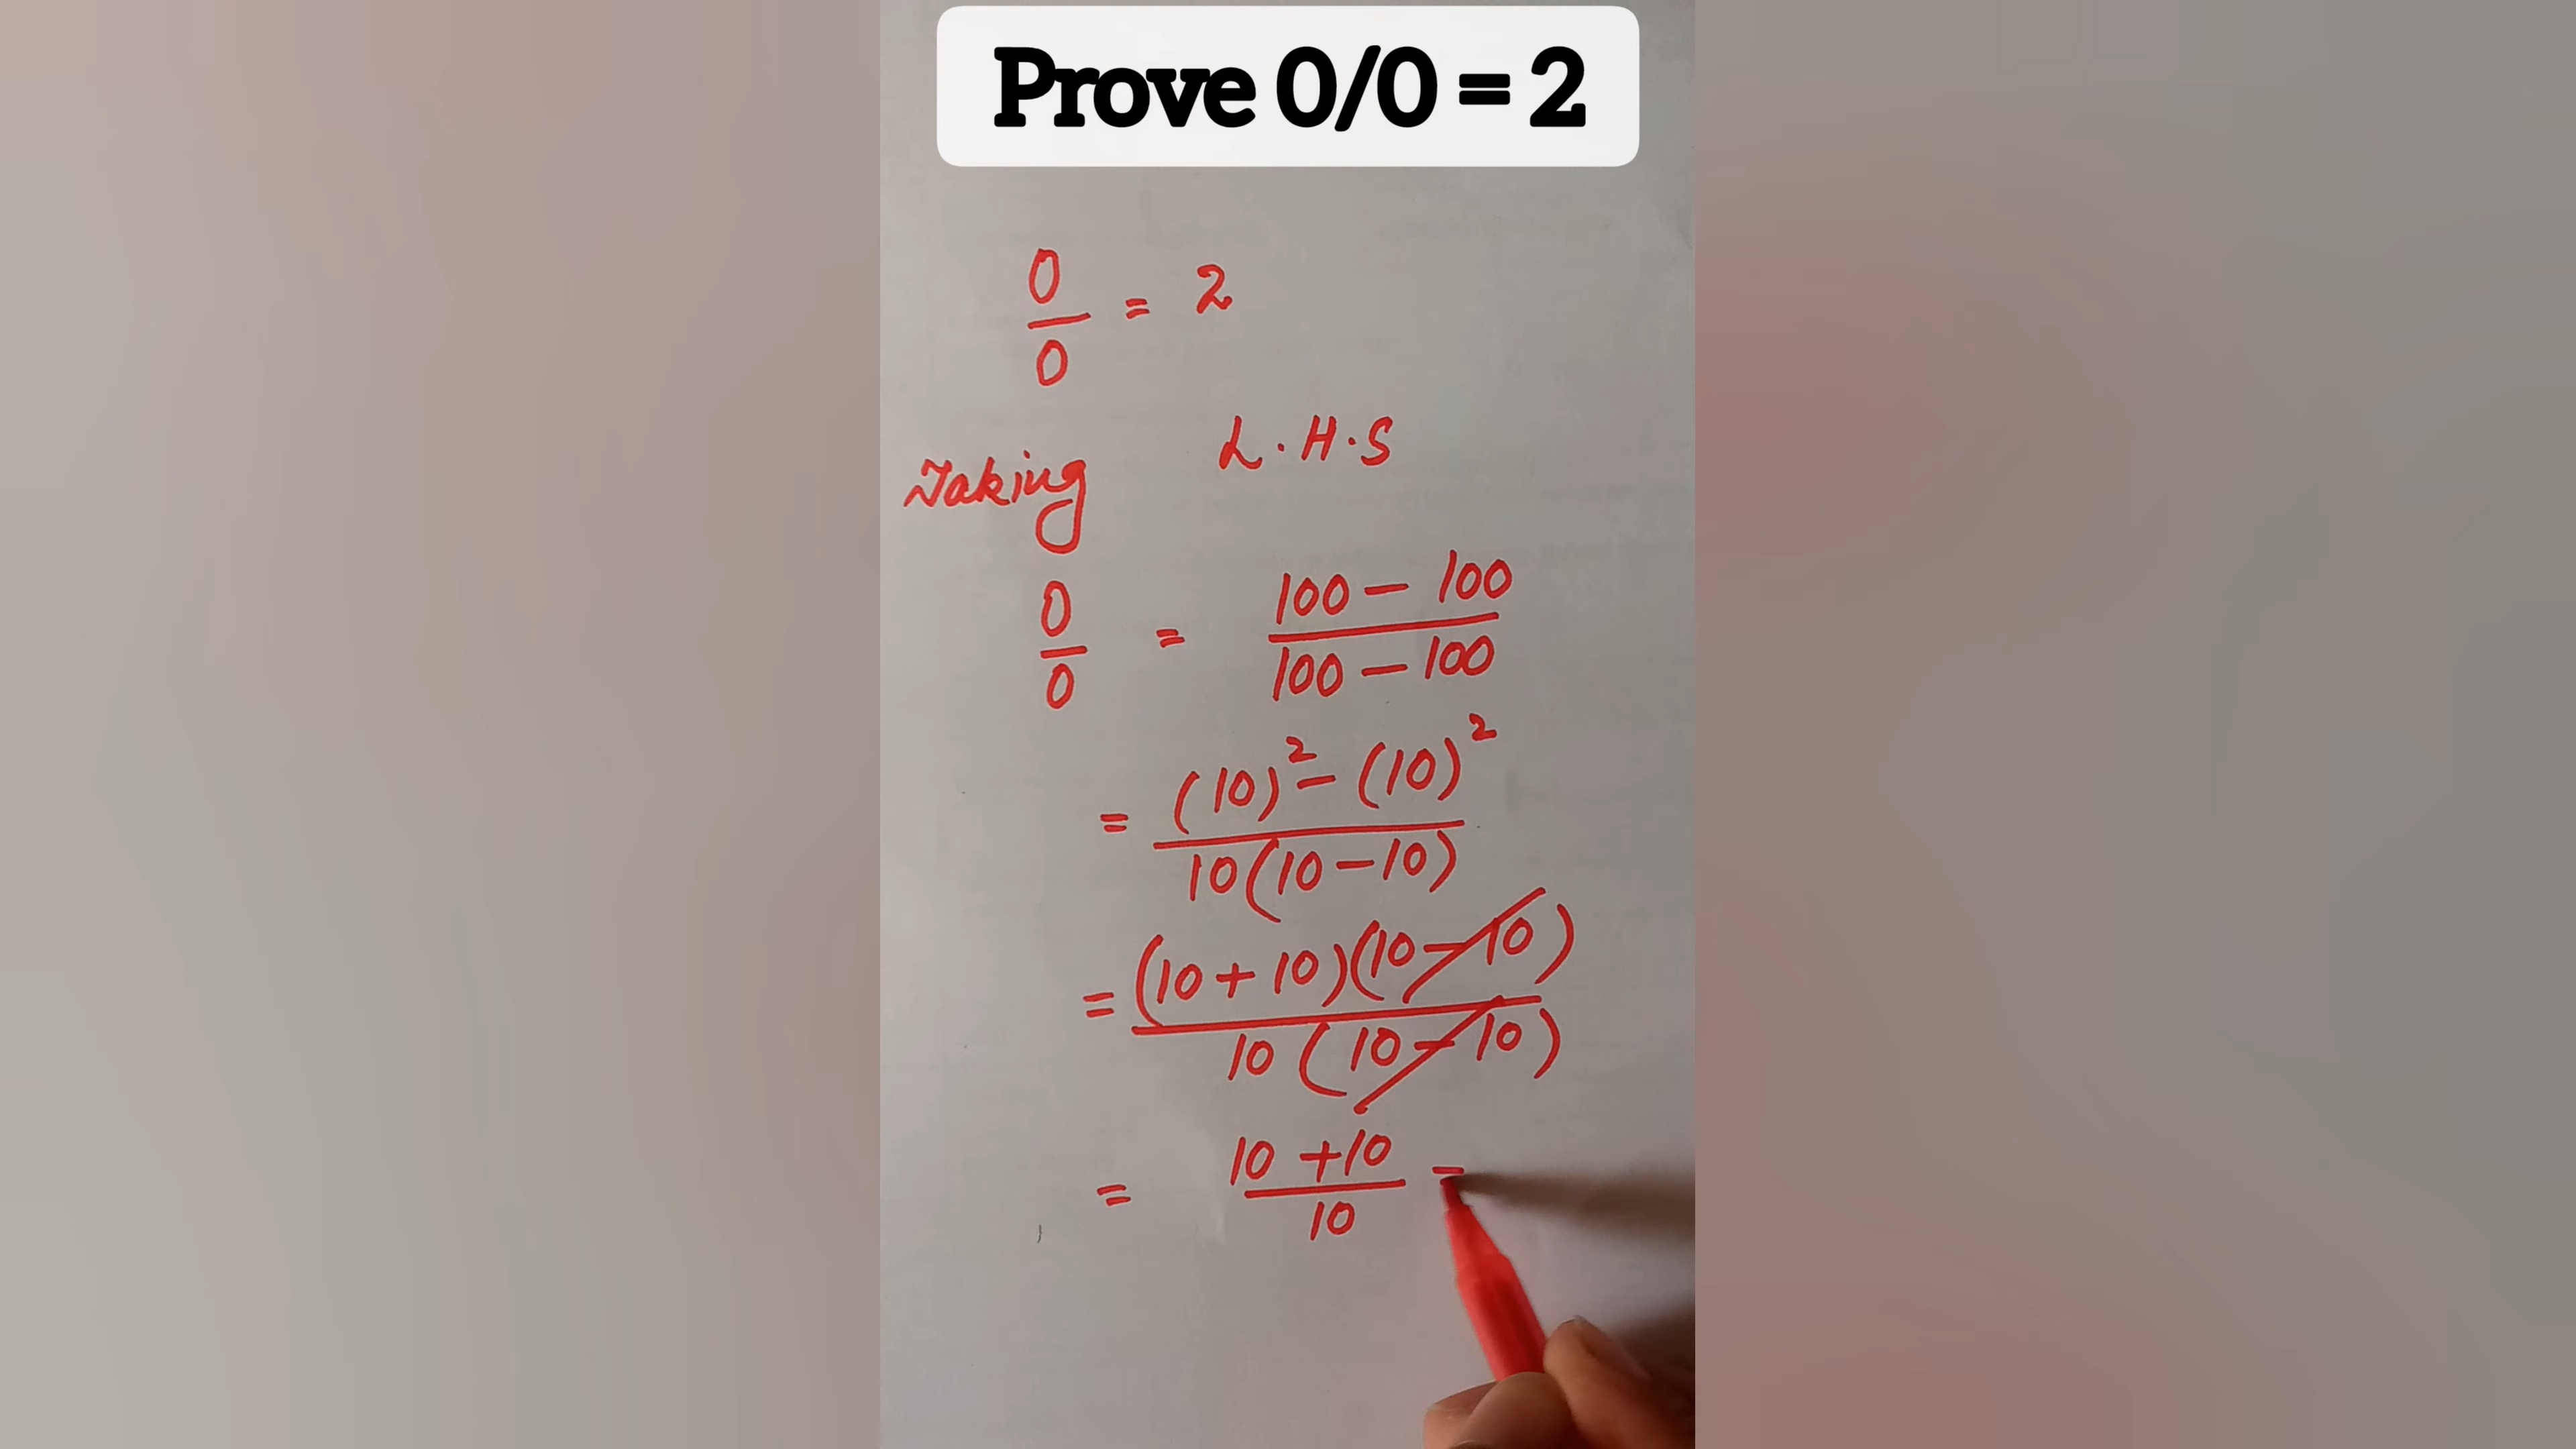 Prove 0/0 = 2
0/0 = 2
Taking L.H.S
0/0 = 100 - 100 / 100 - 100
= (10)² - (10)² / 10(10 - 10)
= (10 + 10)(10 - 10) / 10(10 - 10)
= 10 + 10 / 10 =